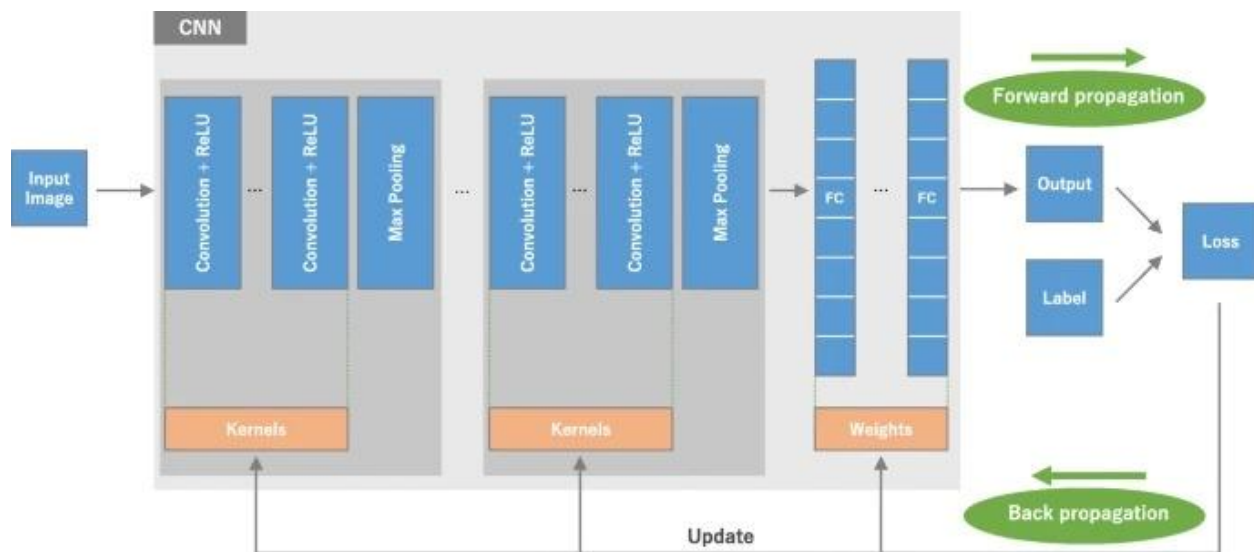 CNN
Forward propagation
Input
Image
Convolution + ReLU
...
Convolution + ReLU
Max Pooling
...
Convolution + ReLU
...
Convolution + ReLU
Max Pooling
FC
...
FC
Output
Label
Loss
Kernels
Kernels
Weights
Back propagation
Update